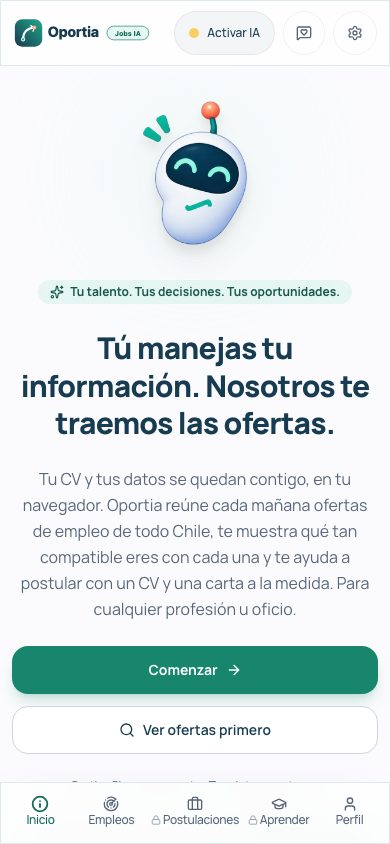 Oportia
Jobs IA
Activar IA
Tu talento. Tus decisiones. Tus oportunidades.
Tú manejas tu
información. Nosotros te
traemos las ofertas.
Tu CV y tus datos se quedan contigo, en tu
navegador. Oportia reúne cada mañana ofertas
de empleo de todo Chile, te muestra qué tan
compatible eres con cada una y te ayuda a
postular con un CV y una carta a la medida. Para
cualquier profesión u oficio.
Comenzar
Ver ofertas primero
Inicio
Empleos
Postulaciones
Aprender
Perfil